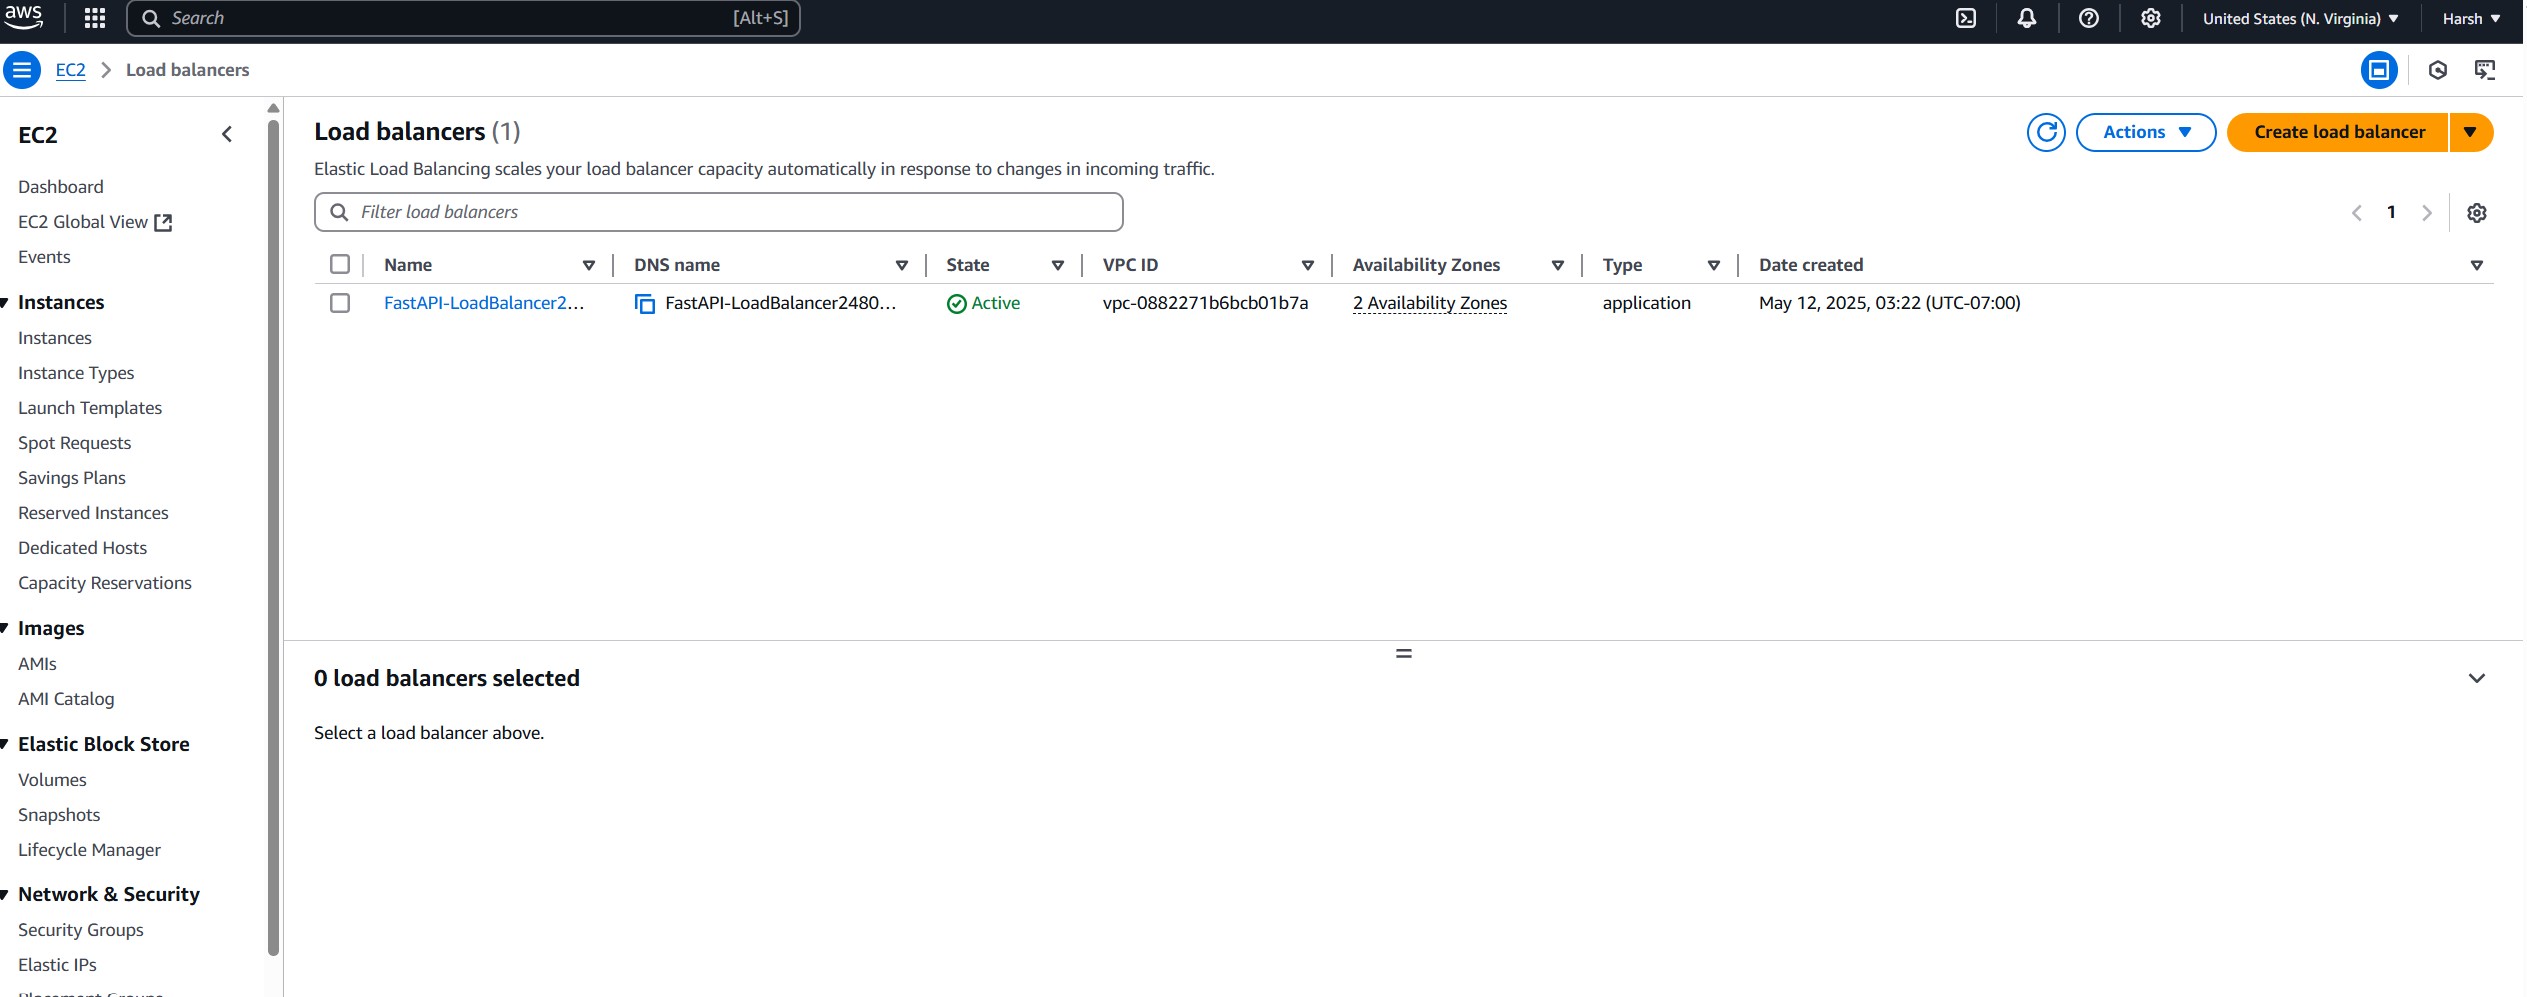 aws
Search [Alt+S]
United States (N. Virginia) Harsh
EC2 Load balancers
EC2
Dashboard
EC2 Global View
Events
Instances
Instances
Instance Types
Launch Templates
Spot Requests
Savings Plans
Reserved Instances
Dedicated Hosts
Capacity Reservations
Images
AMIs
AMI Catalog
Elastic Block Store
Volumes
Snapshots
Lifecycle Manager
Network & Security
Security Groups
Elastic IPs
Placement Groups
Load balancers (1)
Actions Create load balancer
Elastic Load Balancing scales your load balancer capacity automatically in response to changes in incoming traffic.
Filter load balancers
1
Name DNS name State VPC ID Availability Zones Type Date created
FastAPI-LoadBalancer2... FastAPI-LoadBalancer2480... Active vpc-0882271b6bcb01b7a 2 Availability Zones application May 12, 2025, 03:22 (UTC-07:00)
0 load balancers selected
Select a load balancer above.